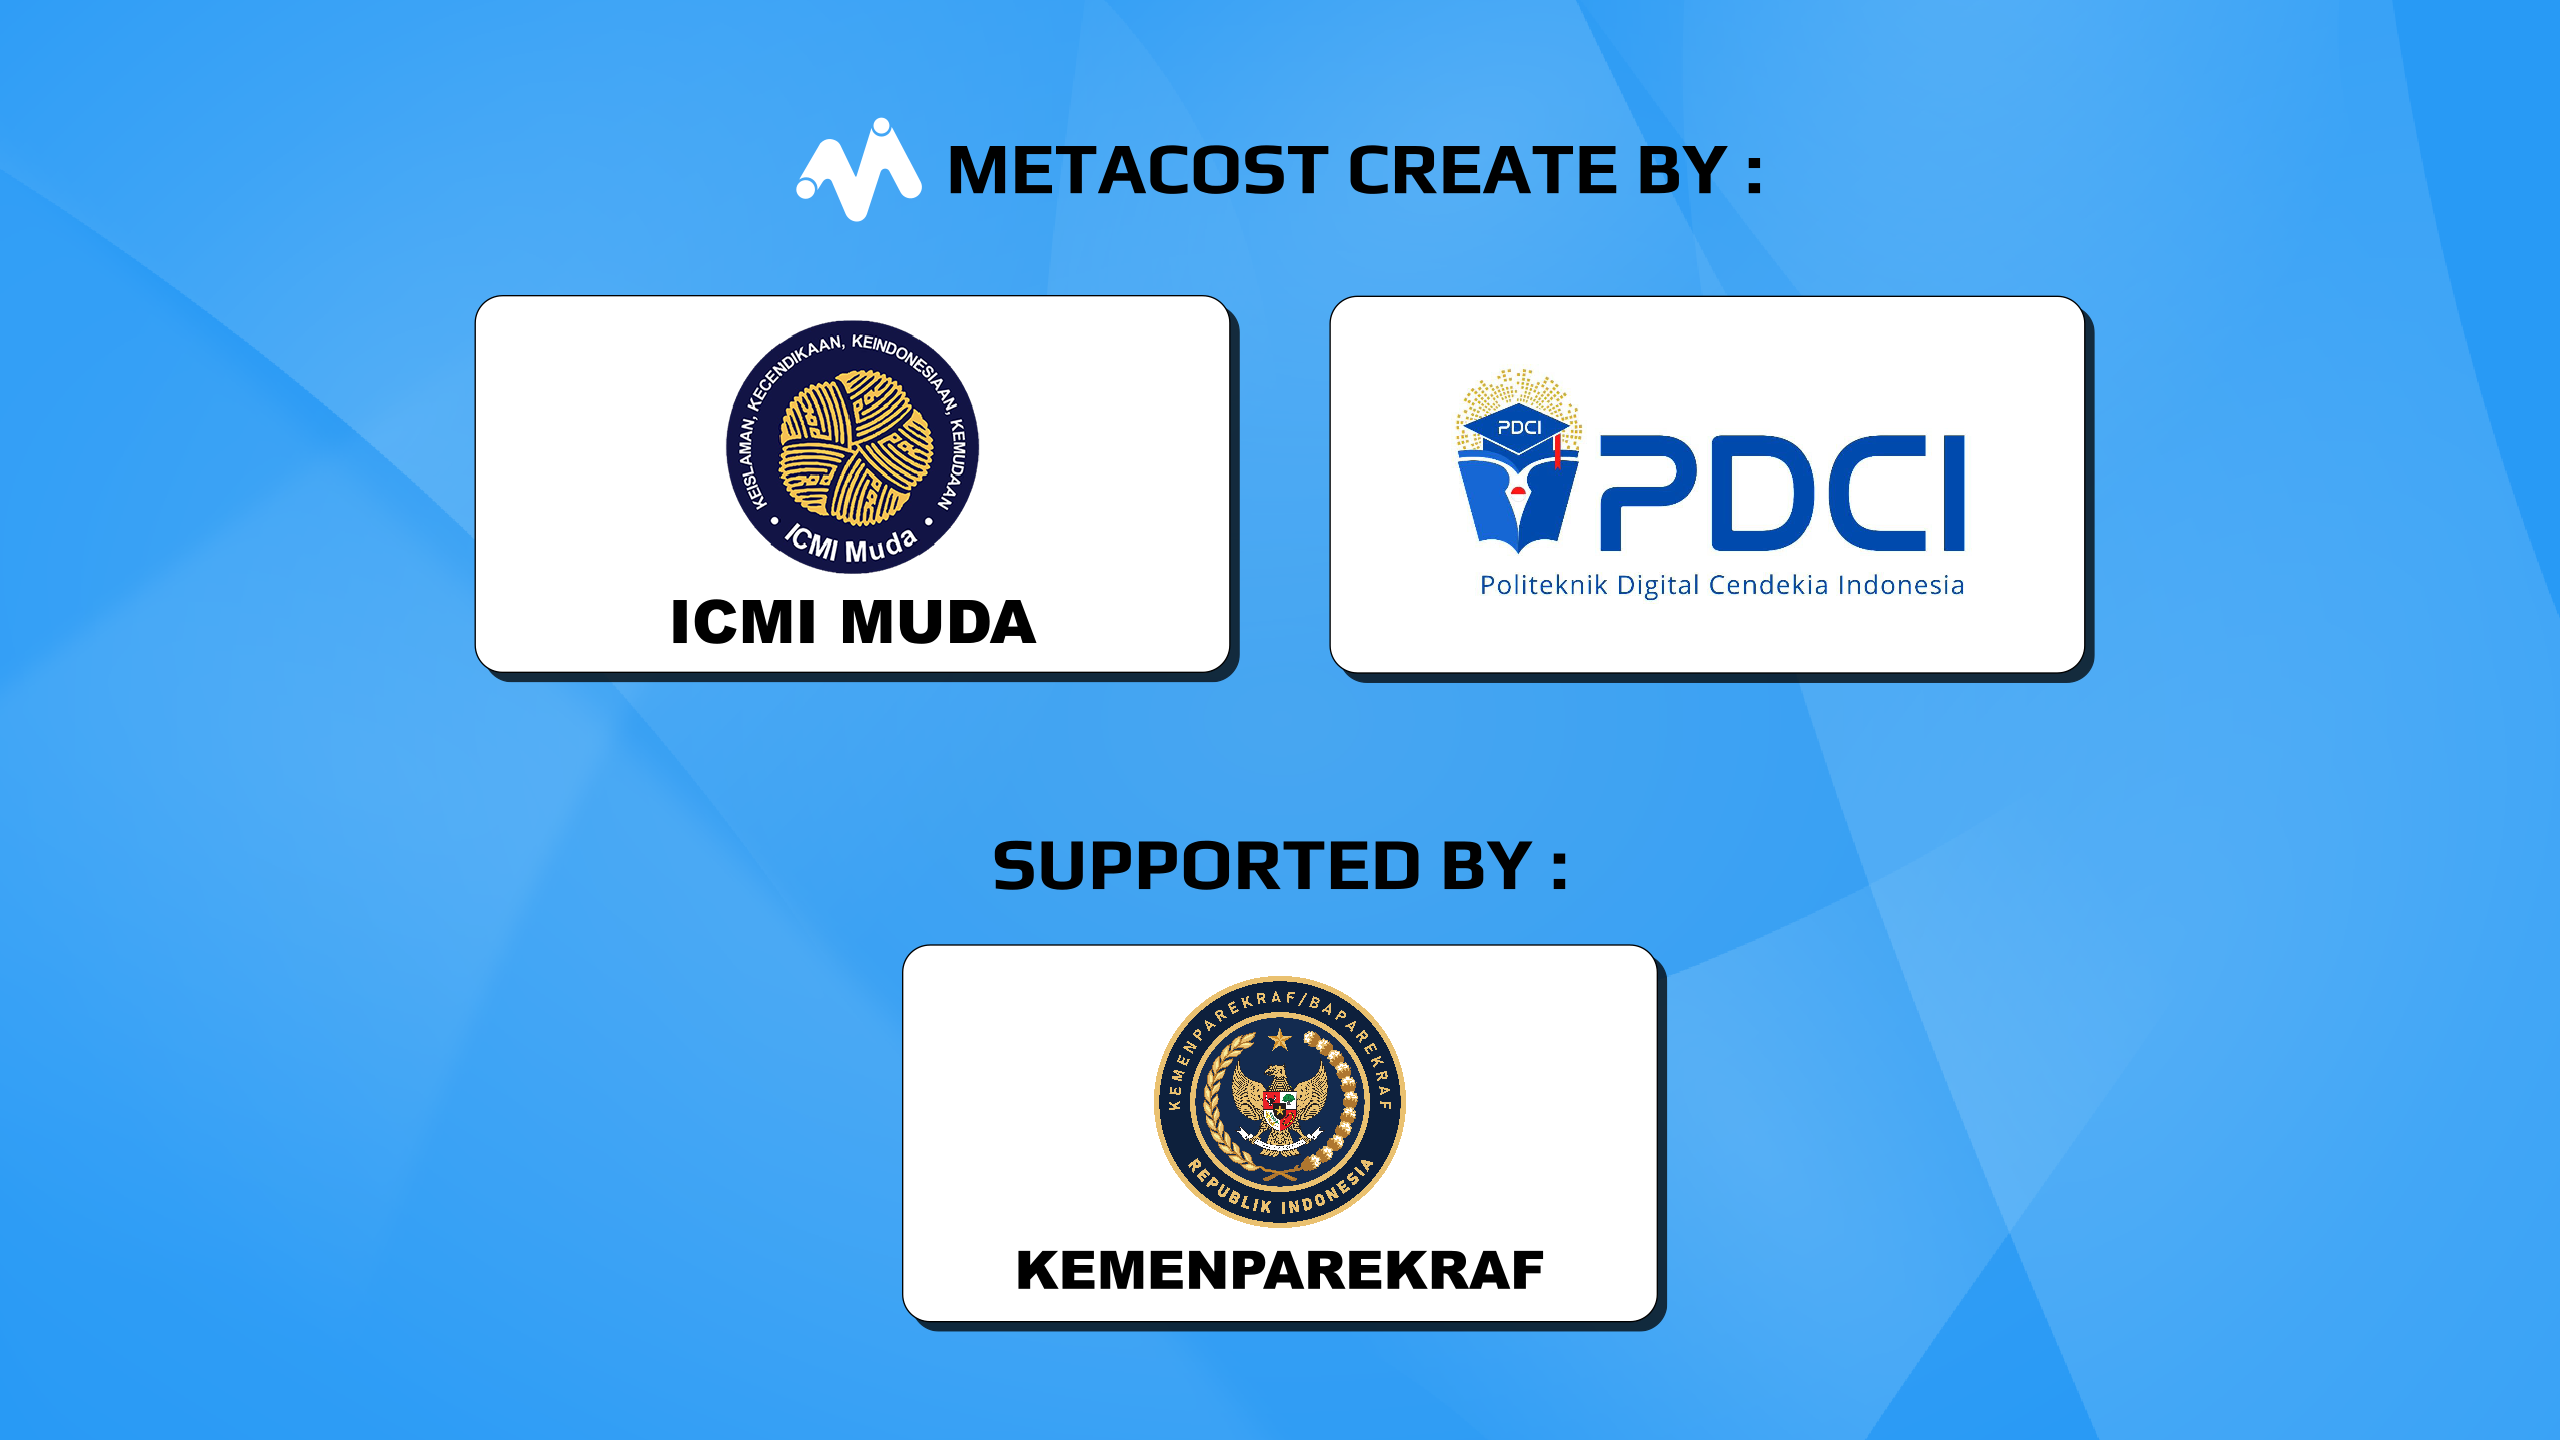 METACOST CREATE BY :
KEISLAMAN, KECENDIKAAN, KEINDONESIAAN, KEMUDAAN
• ICMI Muda •
ICMI MUDA
PDCI
PDCI
Politeknik Digital Cendekia Indonesia
SUPPORTED BY :
KEMENPAREKRAF/BAPAREKRAF
REPUBLIK INDONESIA
KEMENPAREKRAF